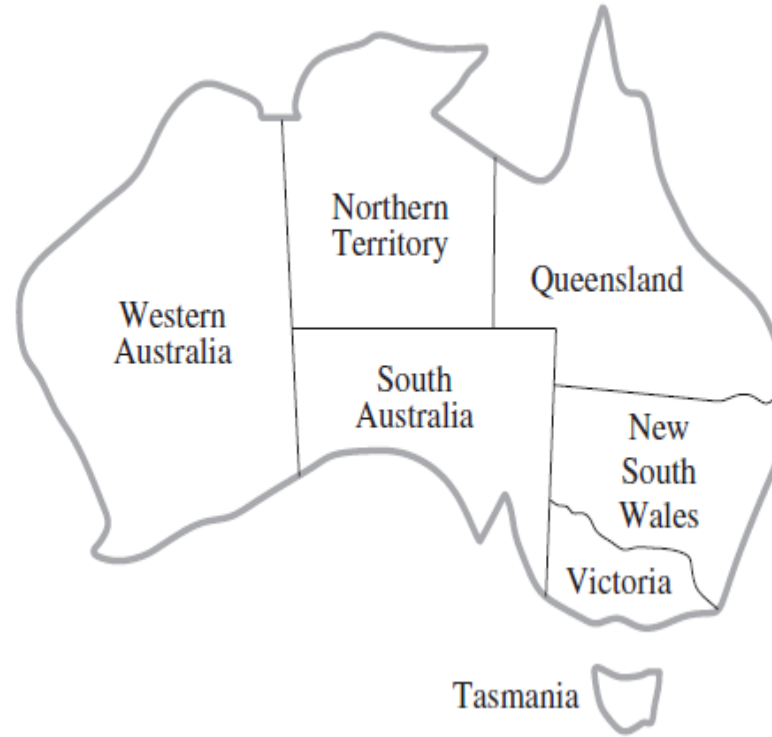 Northern
Territory
Queensland
Western
Australia
South
Australia
New
South
Wales
Victoria
Tasmania